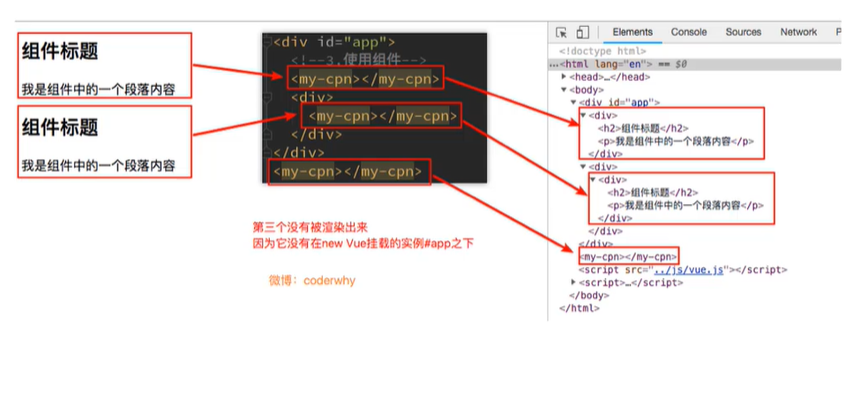 组件标题
我是组件中的一个段落内容
组件标题
我是组件中的一个段落内容
<div id="app">
<!--3.使用组件-->
<my-cpn></my-cpn>
<div>
<my-cpn></my-cpn>
</div>
</div>
<my-cpn></my-cpn>
第三个没有被渲染出来
因为它没有在new Vue挂载的实例#app之下
微博：coderwhy
Elements Console Sources Network P
<!doctype html>
...<html lang="en"> == $0
▶<head>…</head>
▼<body>
▼<div id="app">
▼<div>
<h2>组件标题</h2>
<p>我是组件中的一个段落内容</p>
</div>
▼<div>
▼<div>
<h2>组件标题</h2>
<p>我是组件中的一个段落内容</p>
</div>
</div>
</div>
<my-cpn></my-cpn>
<script src="../js/vue.js"></script>
▶<script>…</script>
</body>
</html>